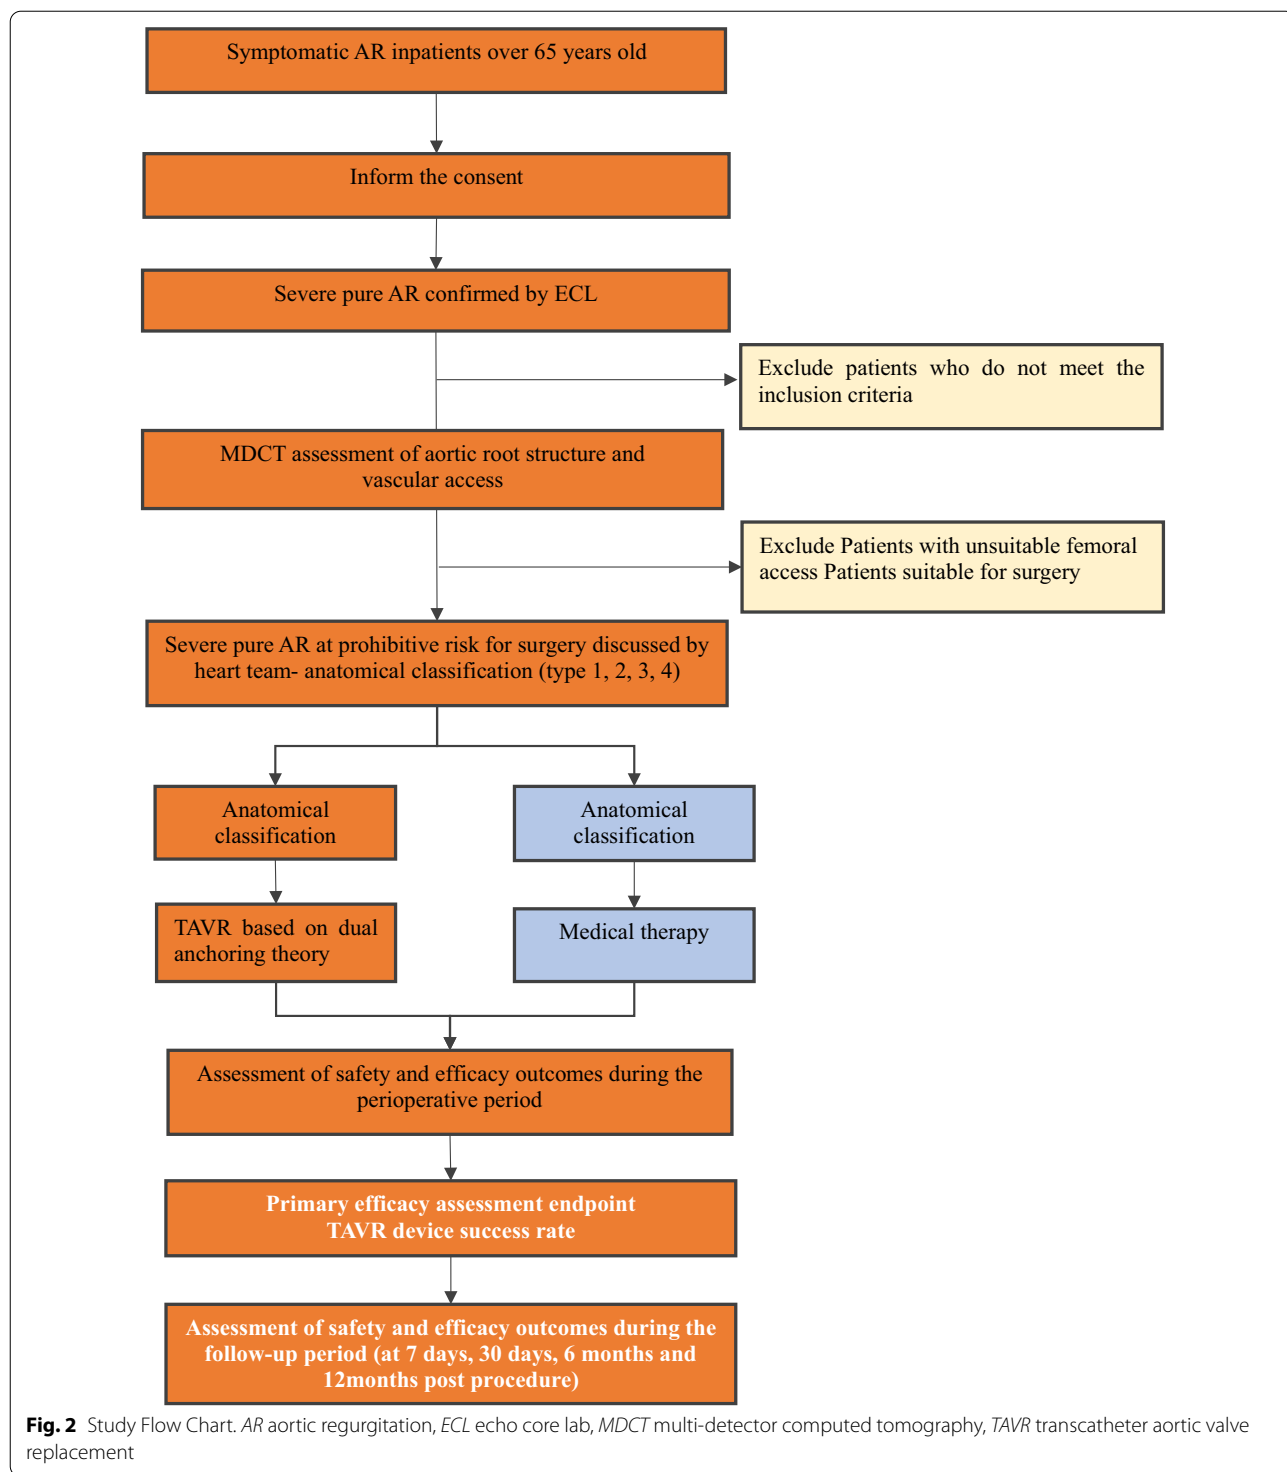 Symptomatic AR inpatients over 65 years old
Inform the consent
Severe pure AR confirmed by ECL
Exclude patients who do not meet the
inclusion criteria
MDCT assessment of aortic root structure and
vascular access
Exclude Patients with unsuitable femoral
access Patients suitable for surgery
Severe pure AR at prohibitive risk for surgery discussed by
heart team- anatomical classification (type 1, 2, 3, 4)
Anatomical
classification
Anatomical
classification
TAVR based on dual
anchoring theory
Medical therapy
Assessment of safety and efficacy outcomes during the
perioperative period
Primary efficacy assessment endpoint
TAVR device success rate
Assessment of safety and efficacy outcomes during the
follow-up period (at 7 days, 30 days, 6 months and
12months post procedure)
Fig. 2 Study Flow Chart. AR aortic regurgitation, ECL echo core lab, MDCT multi-detector computed tomography, TAVR transcatheter aortic valve
replacement